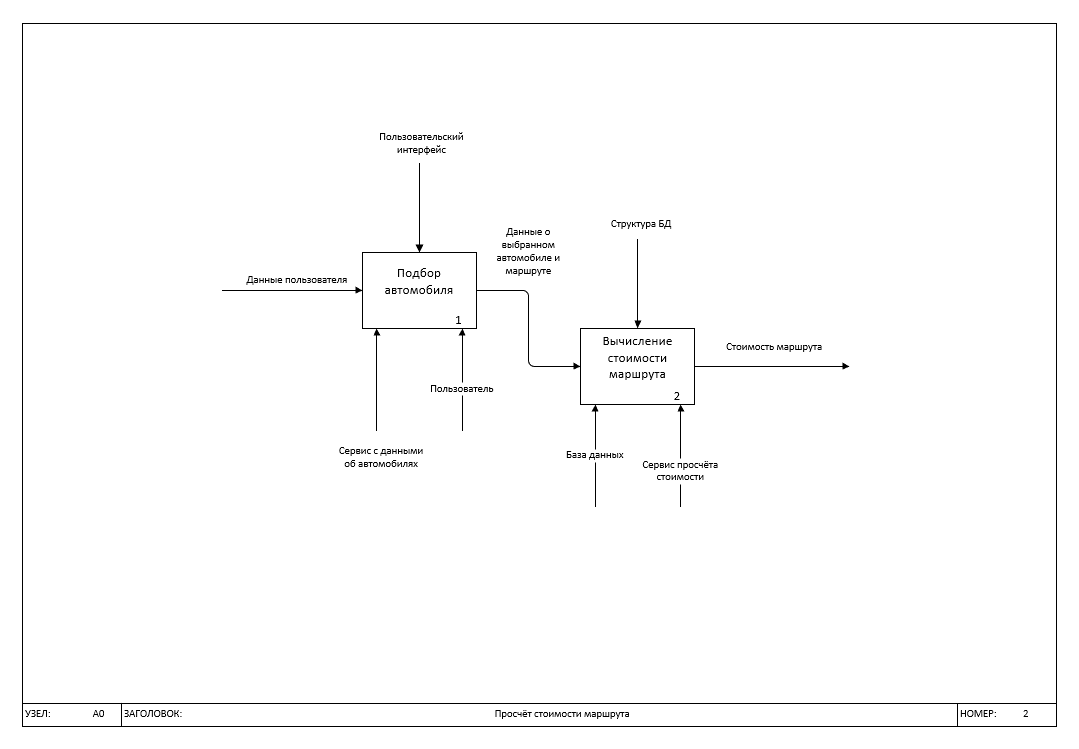 Пользовательский
интерфейс
Структура БД
Данные о
выбранном
автомобиле и
маршруте
Данные пользователя
Подбор
автомобиля
1
Вычисление
стоимости
маршрута
2
Стоимость маршрута
Пользователь
Сервис с данными
об автомобилях
База данных
Сервис просчёта
стоимости
УЗЕЛ: A0 ЗАГОЛОВОК: Просчёт стоимости маршрута НОМЕР: 2